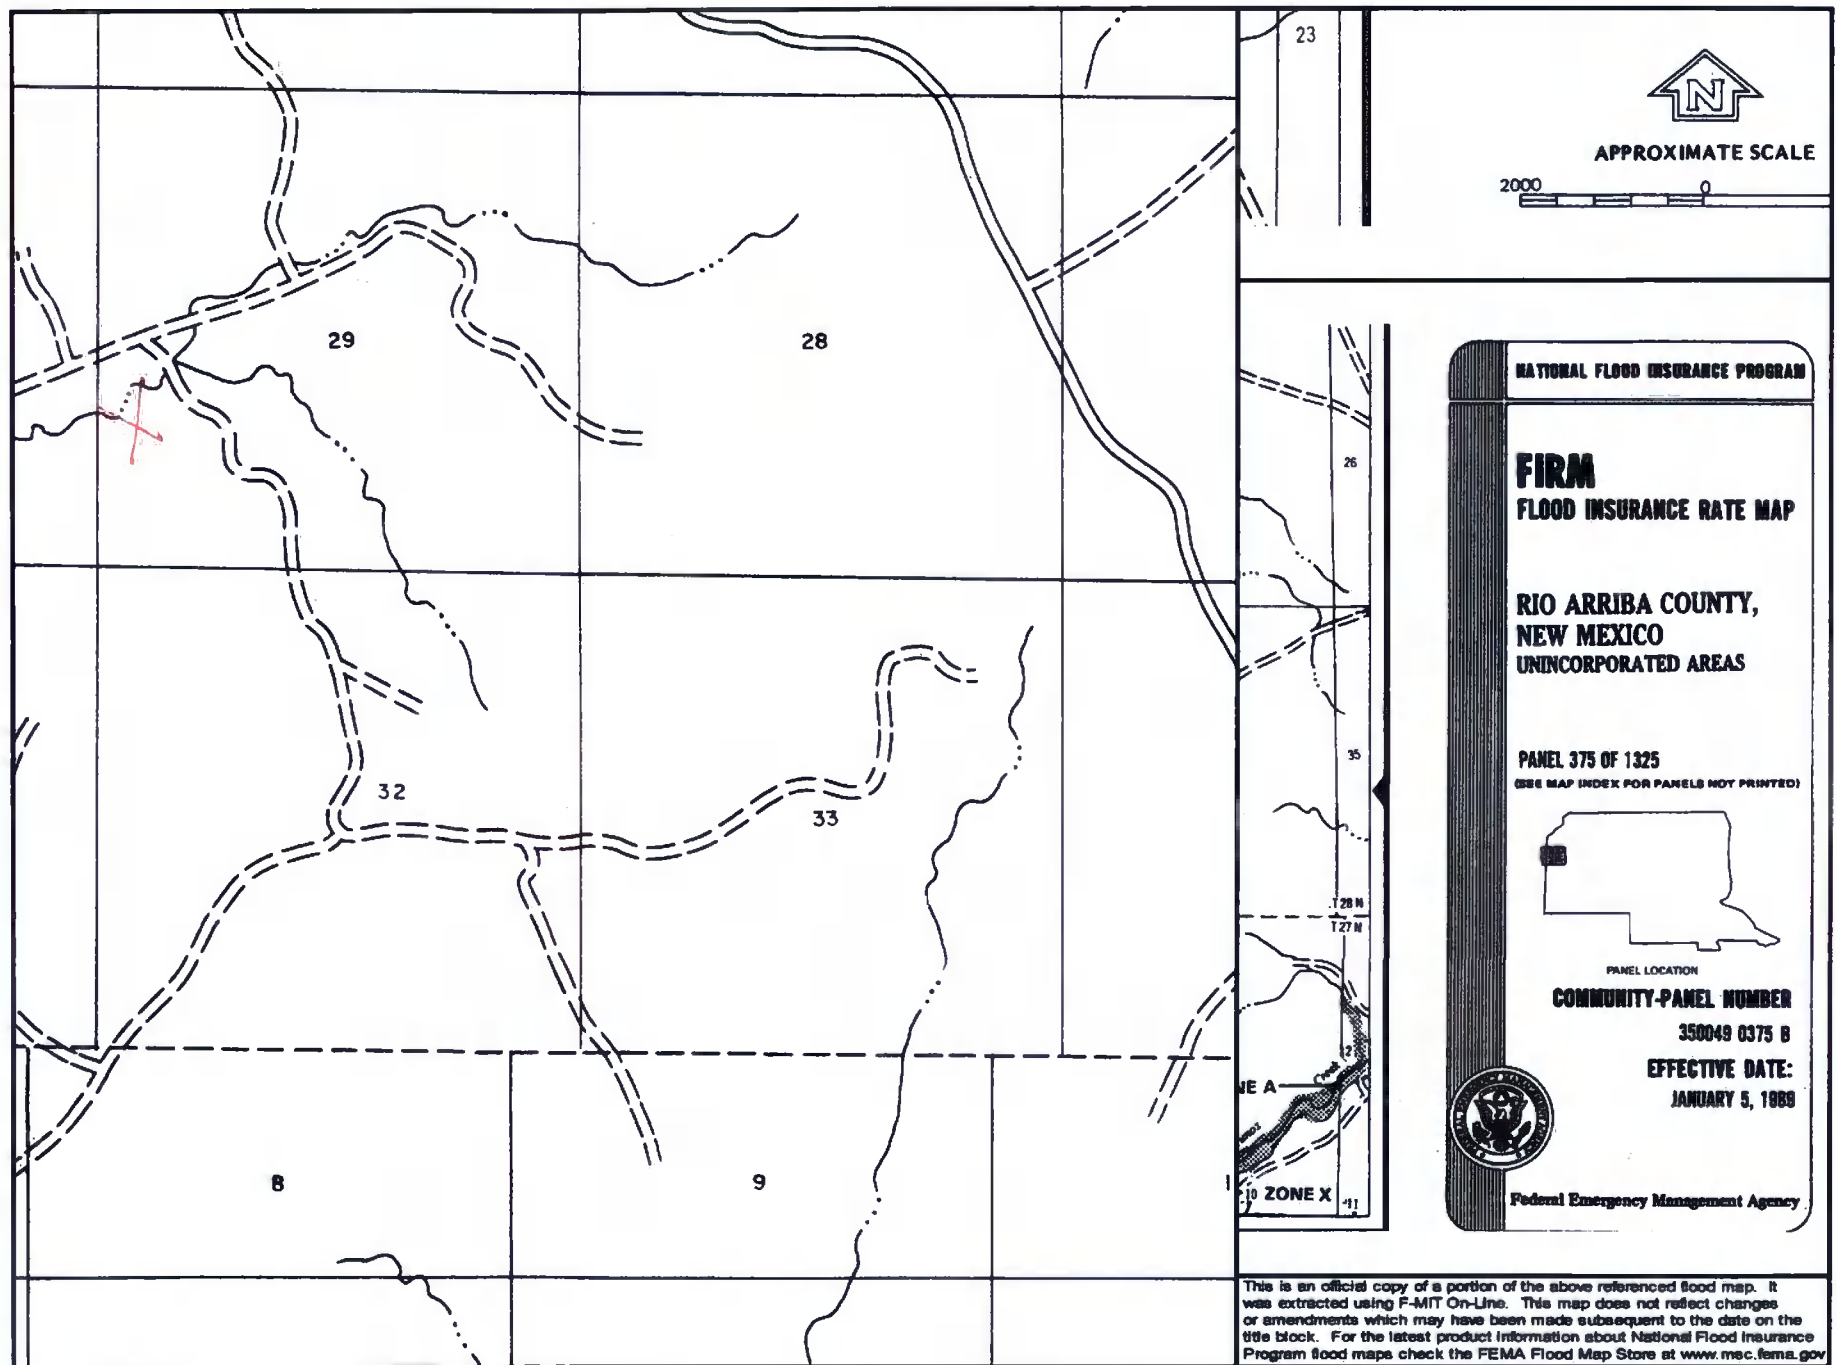 23
N
APPROXIMATE SCALE
2000 0
29
28
NATIONAL FLOOD INSURANCE PROGRAM
26
FIRM
FLOOD INSURANCE RATE MAP
RIO ARRIBA COUNTY,
NEW MEXICO
UNINCORPORATED AREAS
35
PANEL 375 OF 1325
(SEE MAP INDEX FOR PANELS NOT PRINTED)
32
33
T28N
T27N
PANEL LOCATION
COMMUNITY-PANEL NUMBER
350049 0375 B
EFFECTIVE DATE:
JANUARY 5, 1989
NE A
Creek
8
9
10 ZONE X 11
Federal Emergency Management Agency
This is an official copy of a portion of the above referenced flood map. It
was extracted using F-MIT On-Line. This map does not reflect changes
or amendments which may have been made subsequent to the date on the
title block. For the latest product information about National Flood Insurance
Program flood maps check the FEMA Flood Map Store at www.msc.fema.gov